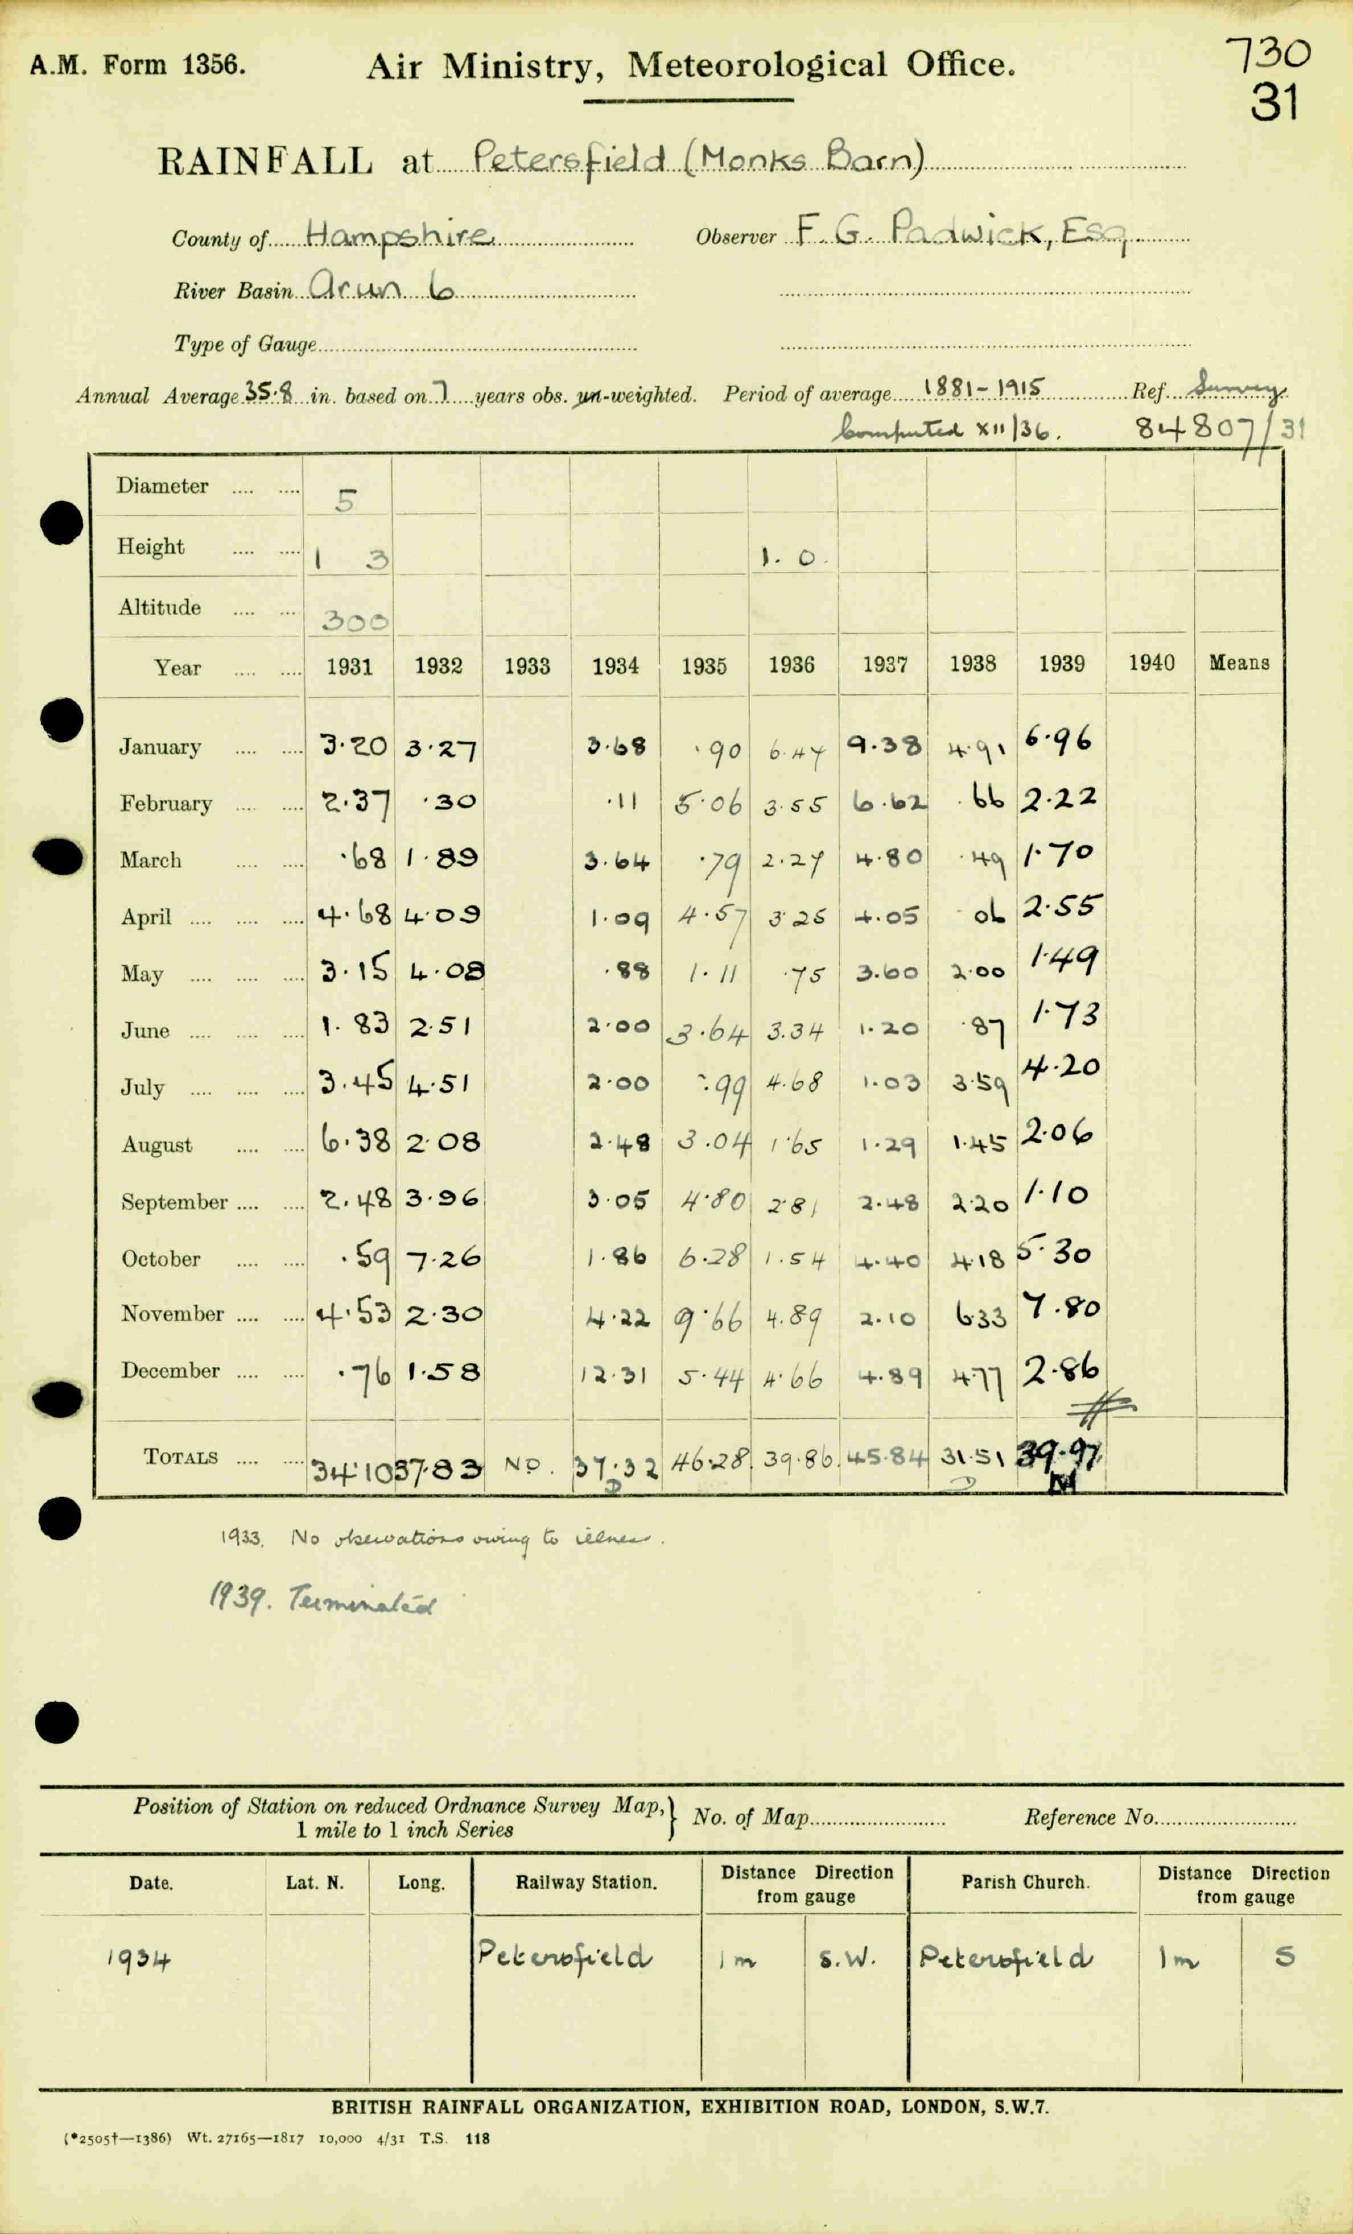 A.M. Form 1356.
Air Ministry, Meteorological Office.
730
31
RAINFALL at Petersfield (Monks Barn)
County of Hampshire Observer F. G. Padwick, Esq
River Basin Arun 6
Type of Gauge
Annual Average 35.8 in. based on 7 years obs. un-weighted. Period of average 1881-1915 Ref. Survey
Computed XII/36. 84807/31
Diameter 5
Height 1 3 1. 0.
Altitude 300
Year 1931 1932 1933 1934 1935 1936 1937 1938 1939 1940 Means
January 3.20 3.27 3.68 .90 6.47 9.38 4.91 6.96
February 2.37 .30 .11 5.06 3.55 6.62 .66 2.22
March .68 1.89 3.64 .79 2.27 4.80 .49 1.70
April 4.68 4.09 1.09 4.57 3.25 4.05 06 2.55
May 3.15 4.08 .88 1.11 .75 3.60 2.00 1.49
June 1.83 2.51 2.00 3.64 3.34 1.20 .87 1.73
July 3.45 4.51 2.00 .99 4.68 1.03 3.59 4.20
August 6.38 2.08 2.48 3.04 1.65 1.29 1.45 2.06
September 2.48 3.96 3.05 4.80 2.81 2.48 2.20 1.10
October .59 7.26 1.86 6.28 1.54 4.40 4.18 5.30
November 4.53 2.30 4.22 9.66 4.89 2.10 6.33 7.80
December .76 1.58 12.31 5.44 4.66 4.89 4.77 2.86
TOTALS 34.10 37.83 NO. 37.32 46.28 39.86 45.84 31.51 39.97
D D M
1933. No observations owing to illness.
1939. Terminated
Position of Station on reduced Ordnance Survey Map, 1 mile to 1 inch Series } No. of Map Reference No.
Date. Lat. N. Long. Railway Station. Distance Direction from gauge Parish Church. Distance Direction from gauge
1934 Petersfield 1m S.W. Petersfield 1m S
BRITISH RAINFALL ORGANIZATION, EXHIBITION ROAD, LONDON, S.W.7.
(*2505†—1386) Wt. 27165—1817 10,000 4/31 T.S. 118